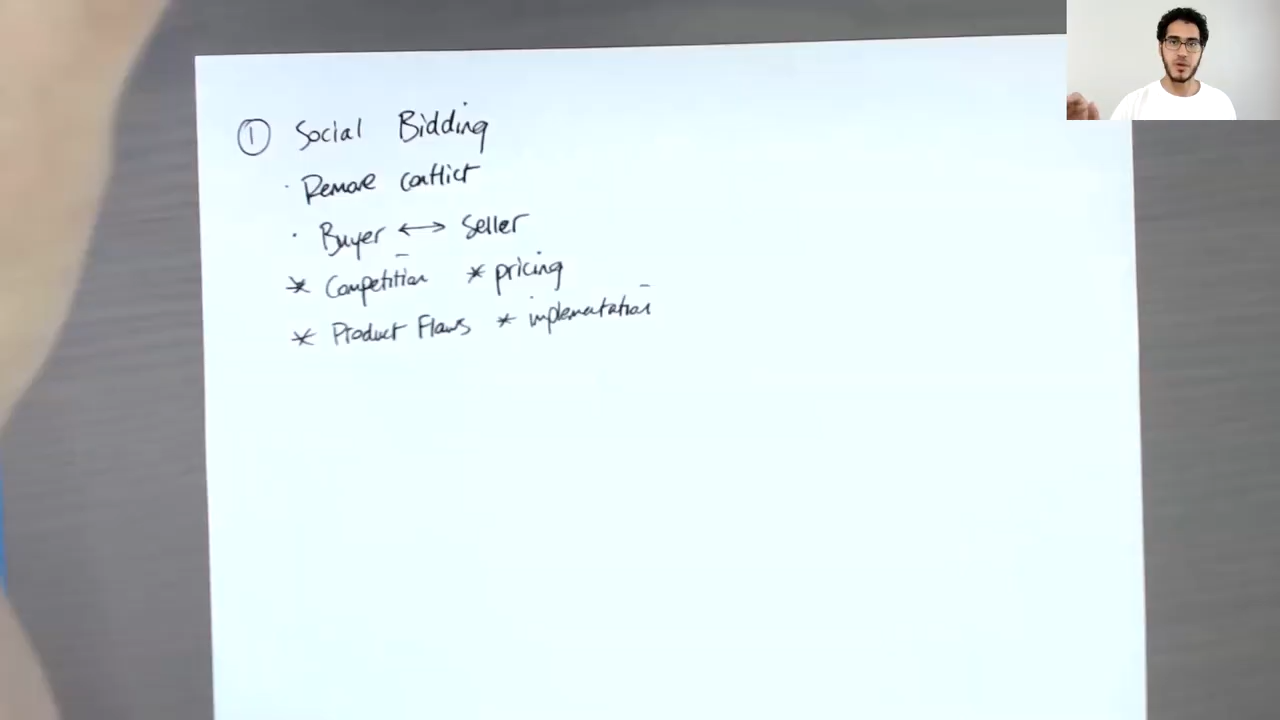 ① Social Bidding
· Remove conflict
· Buyer ↔ Seller
* Competition * pricing
* Product Flaws * implementation